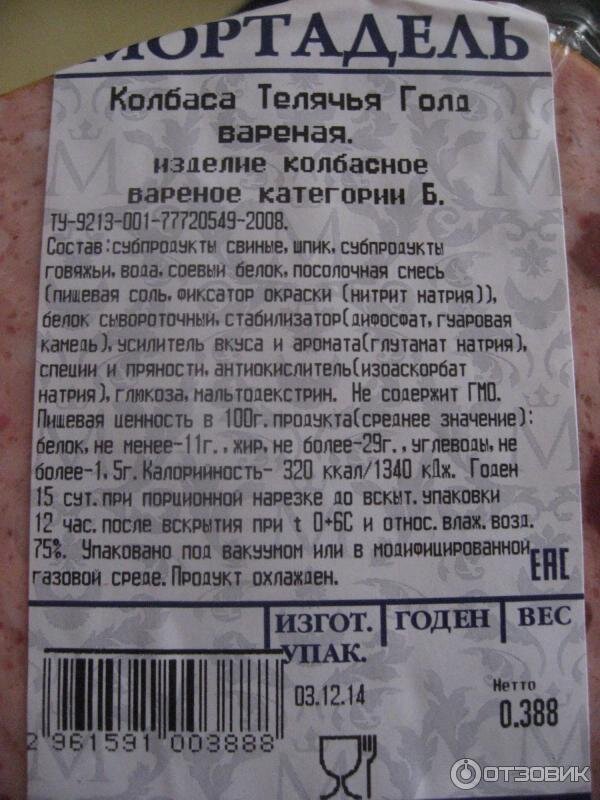 МОРТАДЕЛЬ
Колбаса Телячья Голд
вареная.
изделие колбасное
вареное категории Б.
ТУ-9213-001-77720549-2008.
Состав:субпродукты свиные, шпик, субпродукты
говяжьи, вода, соевый белок, посолочная смесь
(пищевая соль, фиксатор окраски (нитрит натрия)),
белок сывороточный, стабилизатор(дифосфат, гуаровая
камедь), усилитель вкуса и аромата(глутамат натрия),
специи и пряности, антиокислитель(изоаскорбат
натрия), глюкоза, мальтодекстрин. Не содержит ГМО.
Пищевая ценность в 100г. продукта(среднее значение):
белок, не менее-11г., жир, не более-29г., углеводы, не
более-1,5г. Калорийность- 320 ккал/1340 кДж. Годен
15 сут. при порционной нарезке до вскыт. упаковки
12 час. после вскрытия при t 0+6С и относ. влаж. возд.
75%. Упаковано под вакуумом или в модифицированной
газовой среде. Продукт охлажден.
ЕАС
ИЗГОТ. ГОДЕН ВЕС
УПАК.
03.12.14
Нетто
0.388
2 961591 003888
ОТЗОВИК